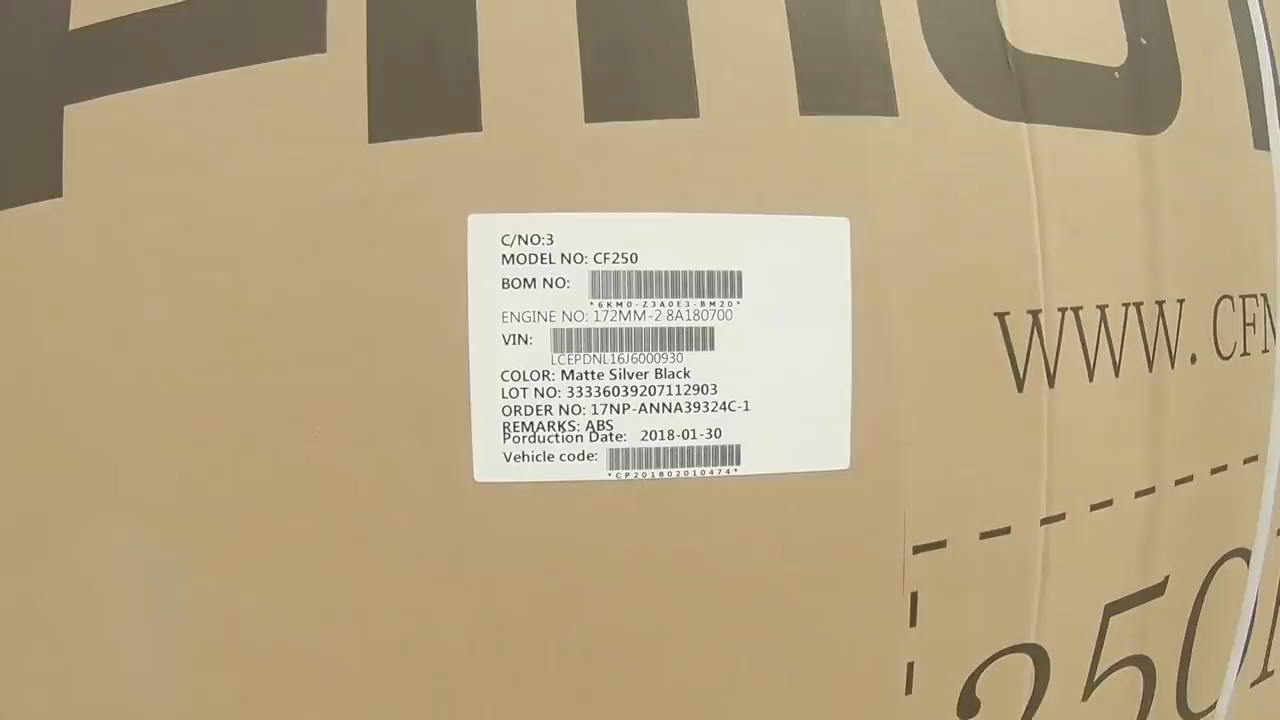 C/NO:3
MODEL NO: CF250
BOM NO:
*6KM0-Z3A0E3-BM20*
ENGINE NO: 172MM-2 8A180700
VIN:
LCEPDNL16J6000930
COLOR: Matte Silver Black
LOT NO: 33336039207112903
ORDER NO: 17NP-ANNA39324C-1
REMARKS: ABS
Porduction Date: 2018-01-30
Vehicle code:
*CP201802010474*
WWW.CFM
250